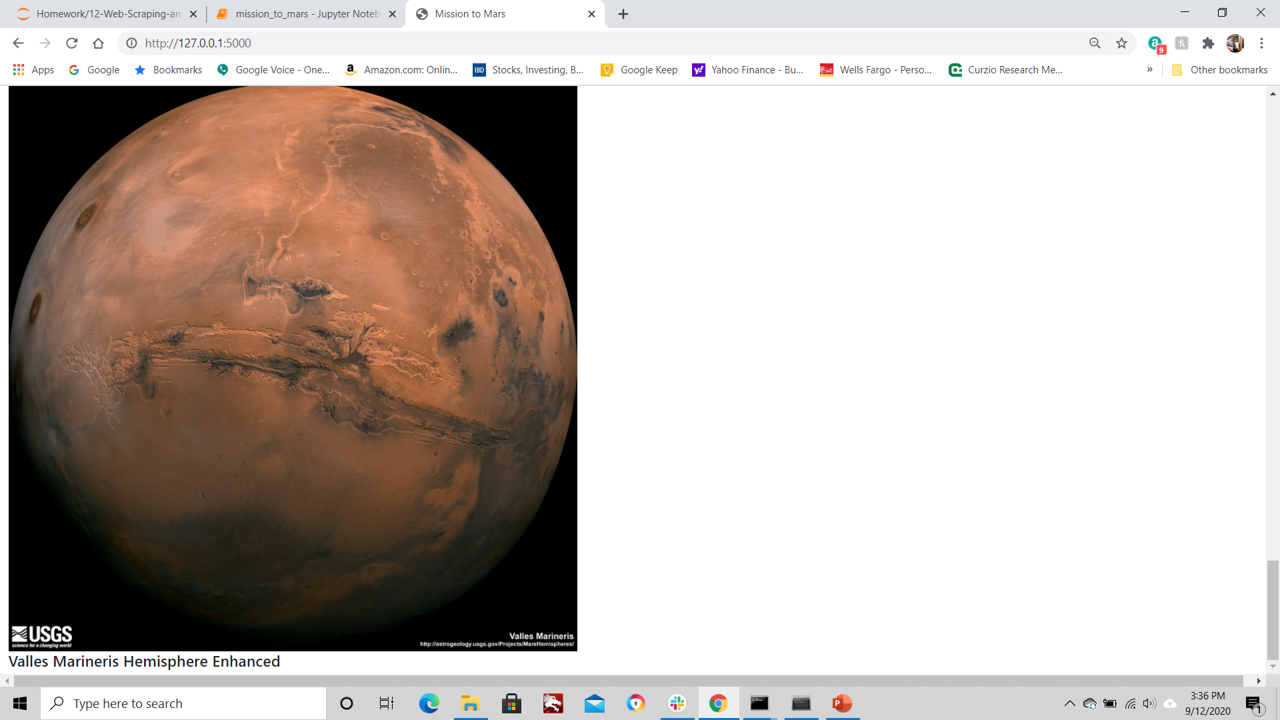 Homework/12-Web-Scraping-an
mission_to_mars - Jupyter Noteb
Mission to Mars
http://127.0.0.1:5000
9
Apps
Google
Bookmarks
Google Voice - One...
a
Amazon.com: Onlin...
IBD
Stocks, Investing, B...
Google Keep
Yahoo Finance - Bu...
Wells Fargo - Perso...
Curzio Research Me...
»
Other bookmarks
USGS
science for a changing world
Valles Marineris
http://astrogeology.usgs.gov/Projects/MarsHemispheres/
Valles Marineris Hemisphere Enhanced
Type here to search
3:36 PM
9/12/2020
1